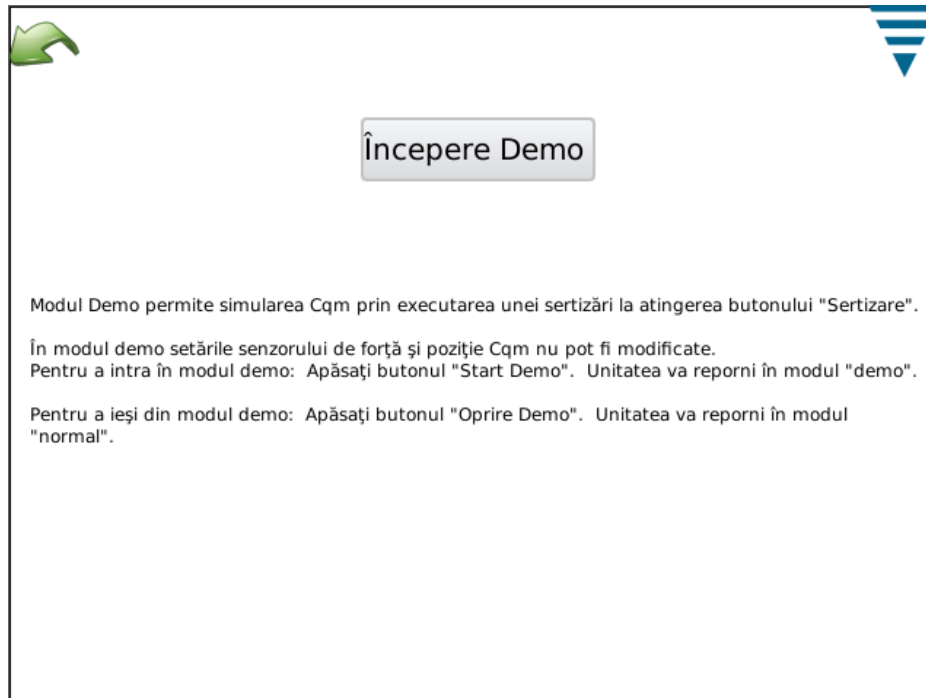 Începere Demo
Modul Demo permite simularea Cqm prin executarea unei sertizări la atingerea butonului "Sertizare".
În modul demo setările senzorului de forţă şi poziţie Cqm nu pot fi modificate.
Pentru a intra în modul demo:  Apăsaţi butonul "Start Demo".  Unitatea va reporni în modul "demo".
Pentru a ieşi din modul demo:  Apăsaţi butonul "Oprire Demo".  Unitatea va reporni în modul
"normal".